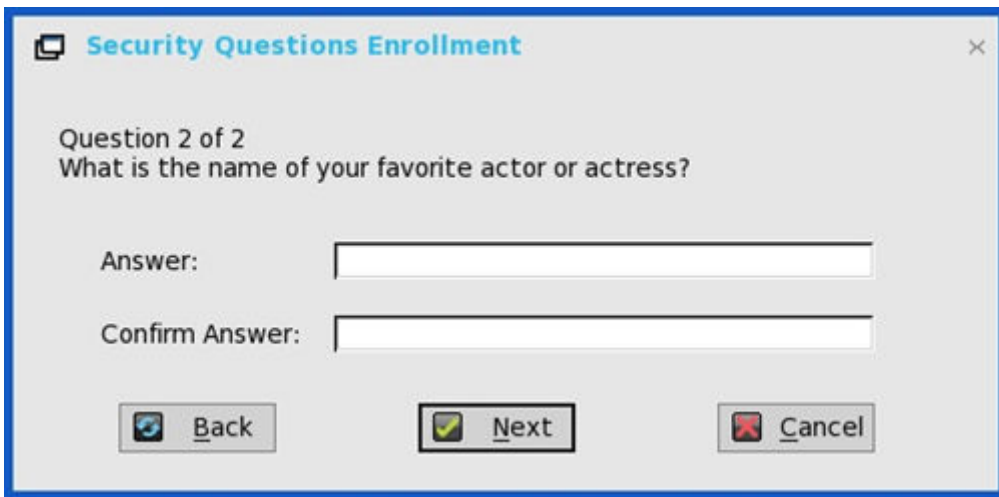 Security Questions Enrollment
Question 2 of 2
What is the name of your favorite actor or actress?
Answer:
Confirm Answer:
Back Next Cancel